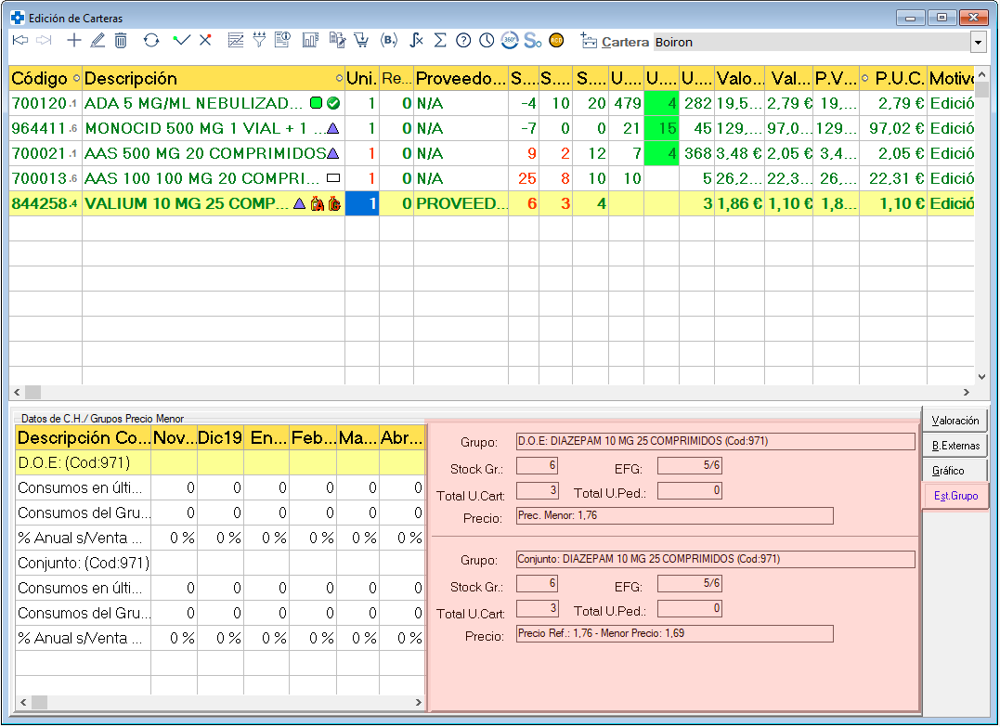 Edición de Carteras
(B.) 360º So RCD Cartera Boiron
Código Descripción Uni. Re... Proveedo... S.... S.... S.... U.... U.... U.... Valo... Val... P.V... P.U.C. Motivo
700120.1 ADA 5 MG/ML NEBULIZAD... 1 0 N/A -4 10 20 479 4 282 19,5... 2,79 € 19,... 2,79 € Edició
964411.6 MONOCID 500 MG 1 VIAL + 1 ... 1 0 N/A -7 0 0 21 15 45 129,... 97,0... 129... 97,02 € Edició
700021.1 AAS 500 MG 20 COMPRIMIDOS 1 0 N/A 9 2 12 7 4 368 3,48 € 2,05 € 3,4... 2,05 € Edició
700013.6 AAS 100 100 MG 20 COMPRI... 1 0 N/A 25 8 10 10 5 26,2... 22,3... 26,... 22,31 € Edició
844258.4 VALIUM 10 MG 25 COMP... 1 0 PROVEED... 6 3 4 3 1,86 € 1,10 € 1,8... 1,10 € Edició
Datos de C.H./ Grupos Precio Menor
Descripción Co... Nov... Dic19 En... Feb... Ma... Abr...
D.O.E: (Cod:971)
Consumos en últi... 0 0 0 0 0 0
Consumos del Gru... 0 0 0 0 0 0
% Anual s/Venta ... 0 % 0 % 0 % 0 % 0 % 0 %
Conjunto: (Cod:971)
Consumos en últi... 0 0 0 0 0 0
Consumos del Gru... 0 0 0 0 0 0
% Anual s/Venta ... 0 % 0 % 0 % 0 % 0 % 0 %
Grupo: D.O.E: DIAZEPAM 10 MG 25 COMPRIMIDOS (Cod:971)
Stock Gr.: 6 EFG: 5/6
Total U.Cart: 3 Total U.Ped.: 0
Precio: Prec. Menor: 1,76
Grupo: Conjunto: DIAZEPAM 10 MG 25 COMPRIMIDOS (Cod:971)
Stock Gr.: 6 EFG: 5/6
Total U.Cart: 3 Total U.Ped.: 0
Precio: Precio Ref.: 1,76 - Menor Precio: 1,69
Valoración
B.Externas
Gráfico
Est.Grupo